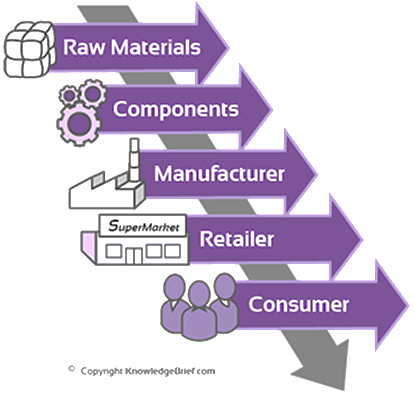 Raw Materials
Components
Manufacturer
SuperMarket
Retailer
Consumer
© Copyright KnowledgeBrief.com